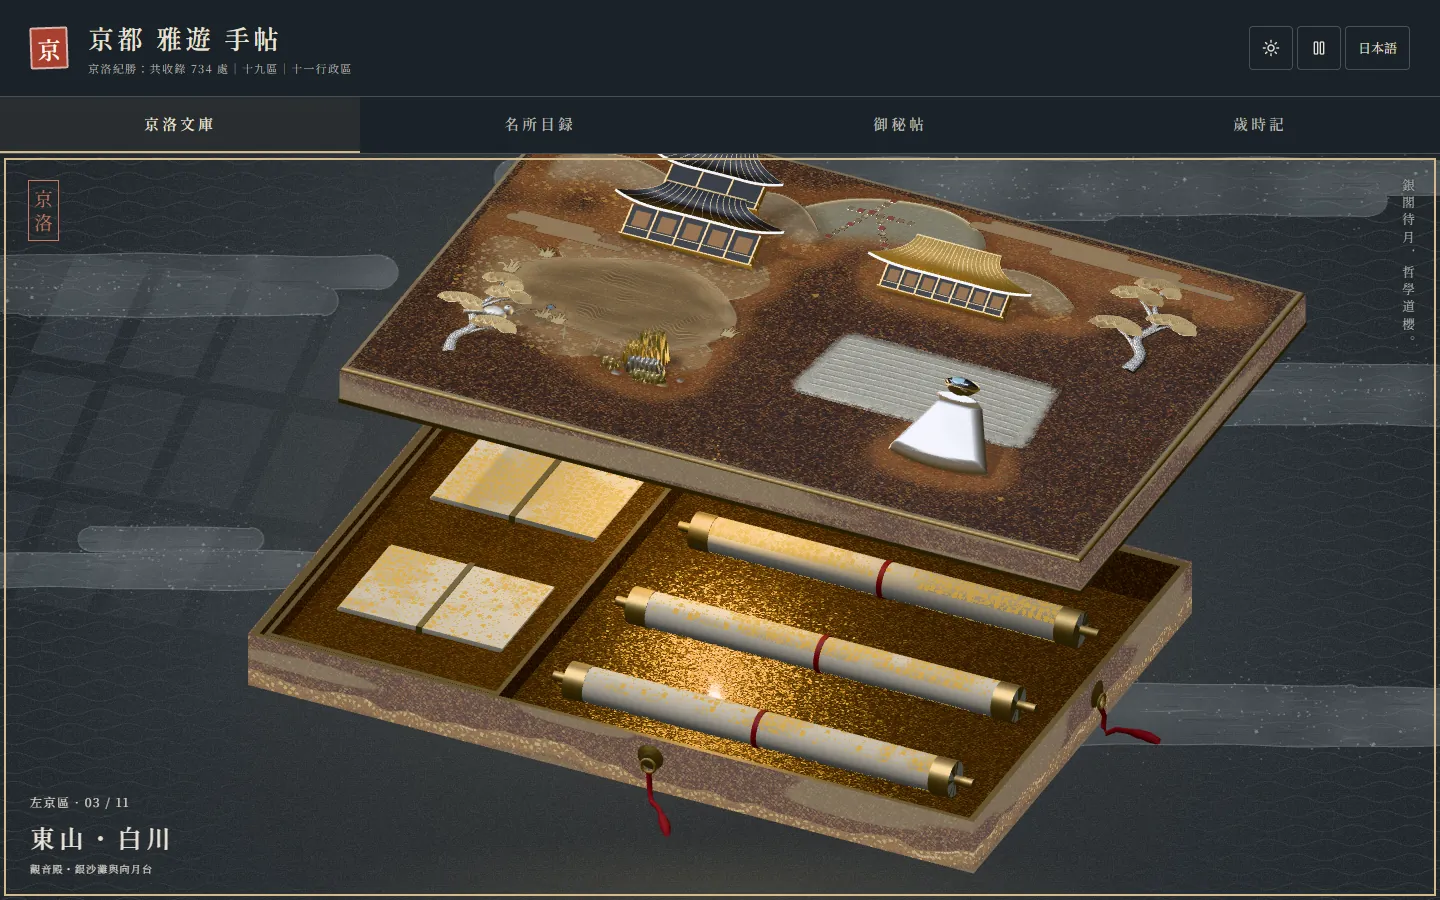 京
京都 雅遊 手帖
京洛紀勝：共收錄 734 處｜十九區｜十一行政區
日本語
京洛文庫
名所目録
御秘帖
歳時記
京洛
銀閣待月，哲學道櫻。
左京區 · 03 / 11
東山・白川
觀音殿・銀沙灘與向月台